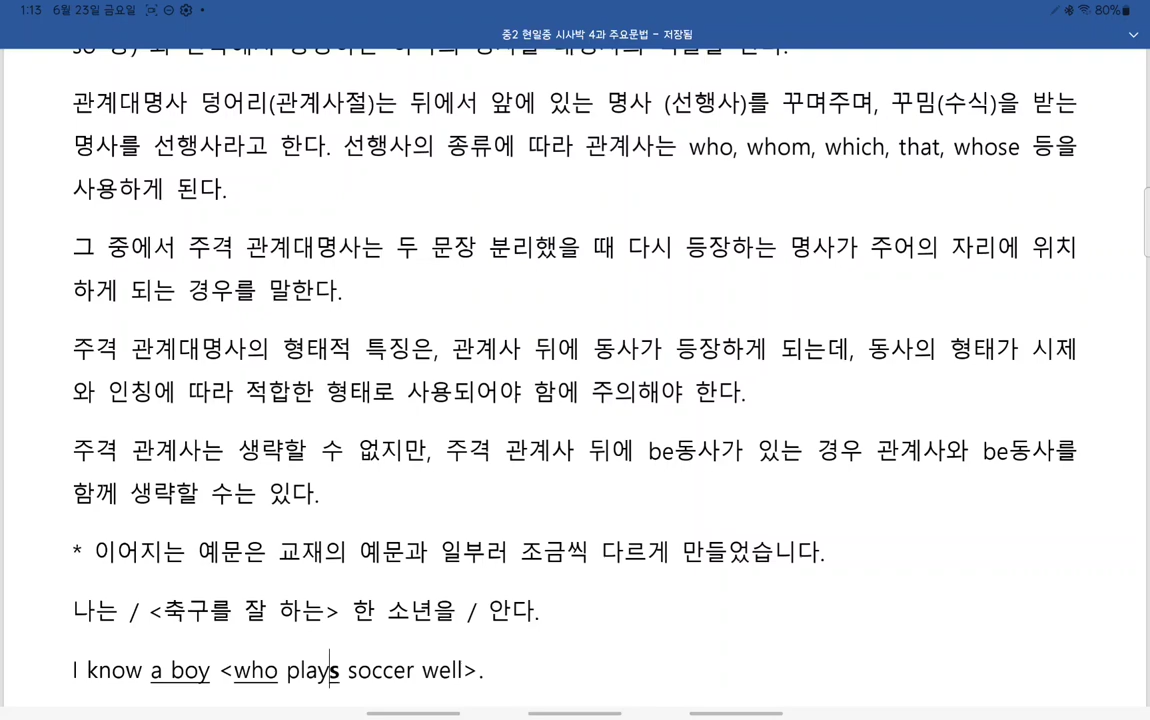 1:13 6월 23일 금요일
80%
중2 현일중 시사박 4과 주요문법 – 저장됨
관계대명사 덩어리(관계사절)는 뒤에서 앞에 있는 명사 (선행사)를 꾸며주며, 꾸밈(수식)을 받는
명사를 선행사라고 한다. 선행사의 종류에 따라 관계사는 who, whom, which, that, whose 등을
사용하게 된다.
그 중에서 주격 관계대명사는 두 문장 분리했을 때 다시 등장하는 명사가 주어의 자리에 위치
하게 되는 경우를 말한다.
주격 관계대명사의 형태적 특징은, 관계사 뒤에 동사가 등장하게 되는데, 동사의 형태가 시제
와 인칭에 따라 적합한 형태로 사용되어야 함에 주의해야 한다.
주격 관계사는 생략할 수 없지만, 주격 관계사 뒤에 be동사가 있는 경우 관계사와 be동사를
함께 생략할 수는 있다.
* 이어지는 예문은 교재의 예문과 일부러 조금씩 다르게 만들었습니다.
나는 / <축구를 잘 하는> 한 소년을 / 안다.
I know a boy <who plays soccer well>.